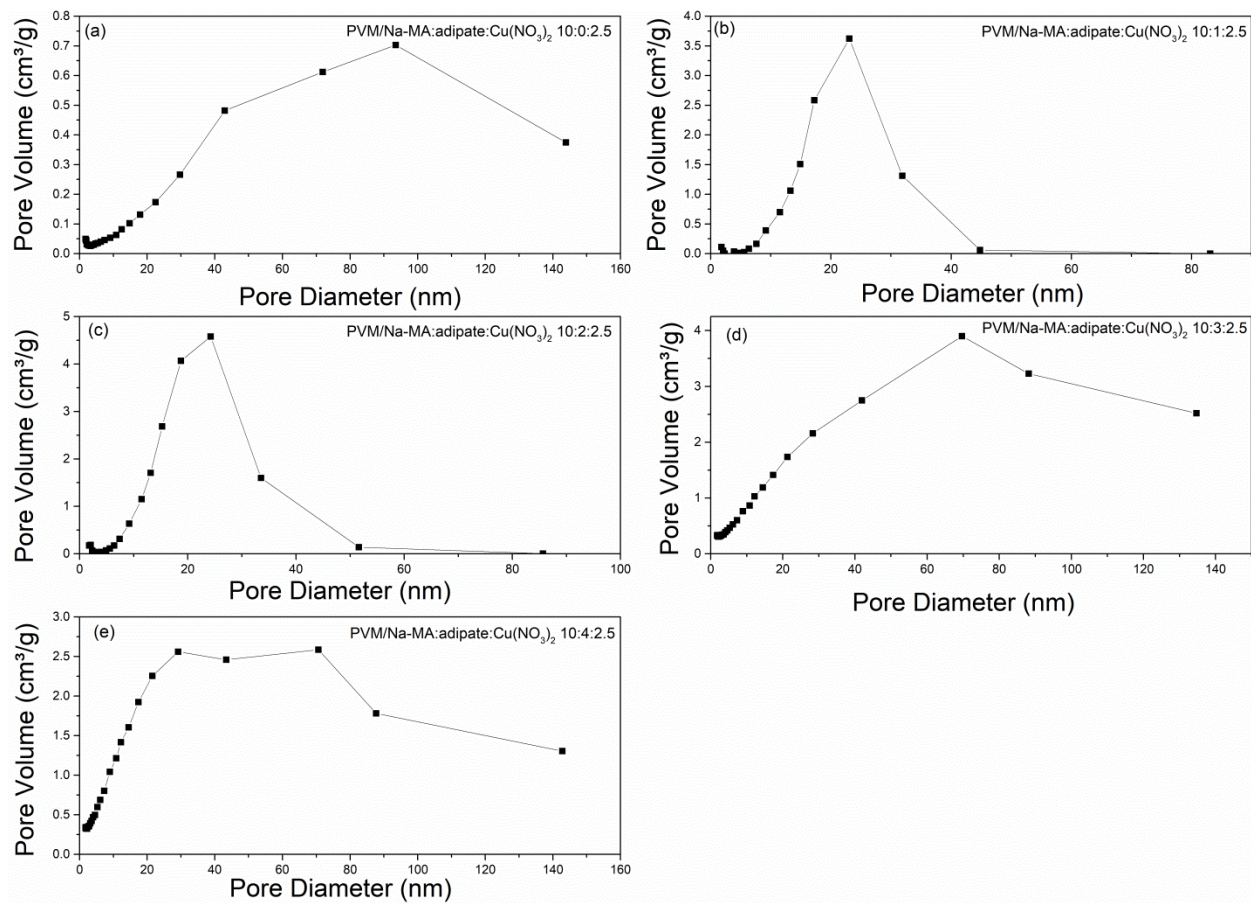 (a)
PVM/Na-MA:adipate:Cu(NO₃)₂ 10:0:2.5
Pore Volume (cm³/g)
0.8
0.7
0.6
0.5
0.4
0.3
0.2
0.1
0.0
0 20 40 60 80 100 120 140 160
Pore Diameter (nm)
(b)
PVM/Na-MA:adipate:Cu(NO₃)₂ 10:1:2.5
Pore Volume (cm³/g)
4.0
3.5
3.0
2.5
2.0
1.5
1.0
0.5
0.0
0 20 40 60 80
Pore Diameter (nm)
(c)
PVM/Na-MA:adipate:Cu(NO₃)₂ 10:2:2.5
Pore Volume (cm³/g)
5
4
3
2
1
0
0 20 40 60 80 100
Pore Diameter (nm)
(d)
PVM/Na-MA:adipate:Cu(NO₃)₂ 10:3:2.5
Pore Volume (cm³/g)
4
3
2
1
0
0 20 40 60 80 100 120 140
Pore Diameter (nm)
(e)
PVM/Na-MA:adipate:Cu(NO₃)₂ 10:4:2.5
Pore Volume (cm³/g)
3.0
2.5
2.0
1.5
1.0
0.5
0.0
0 20 40 60 80 100 120 140 160
Pore Diameter (nm)